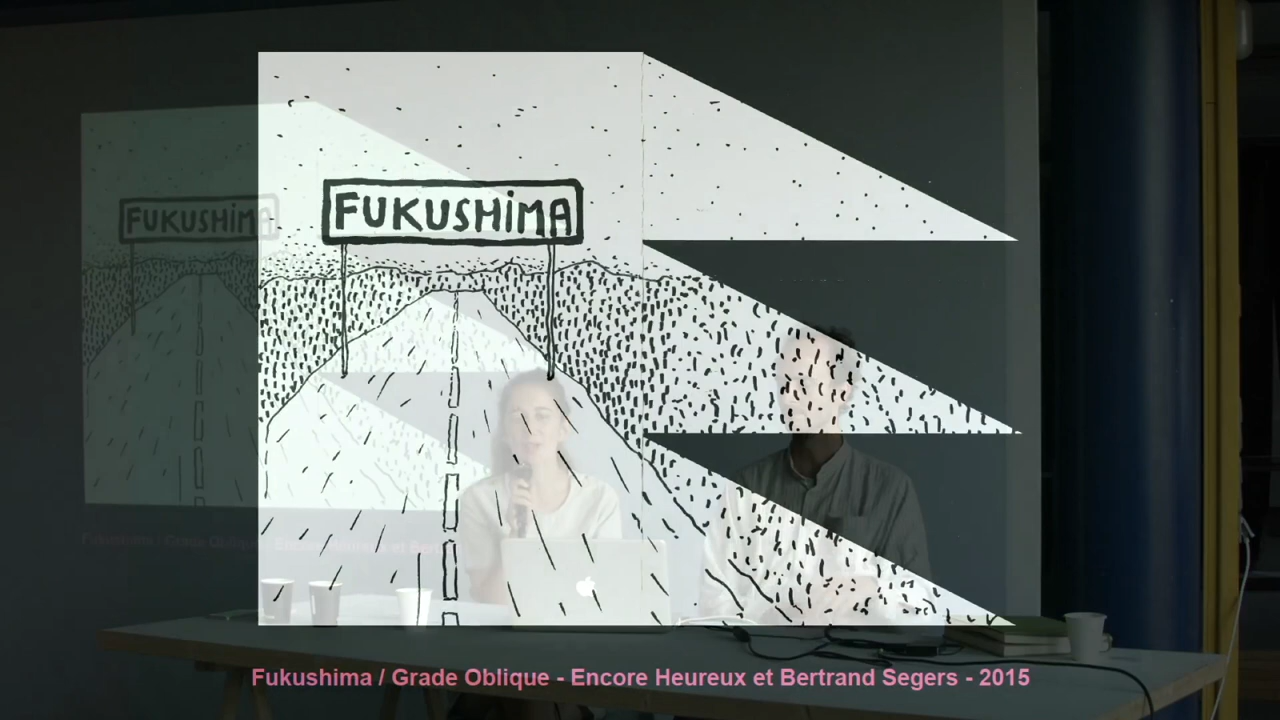 FUKUSHiMA
FUKUSHiMA
Fukushima / Grade Oblique - Encore Heureux et Bertrand Segers - 2015